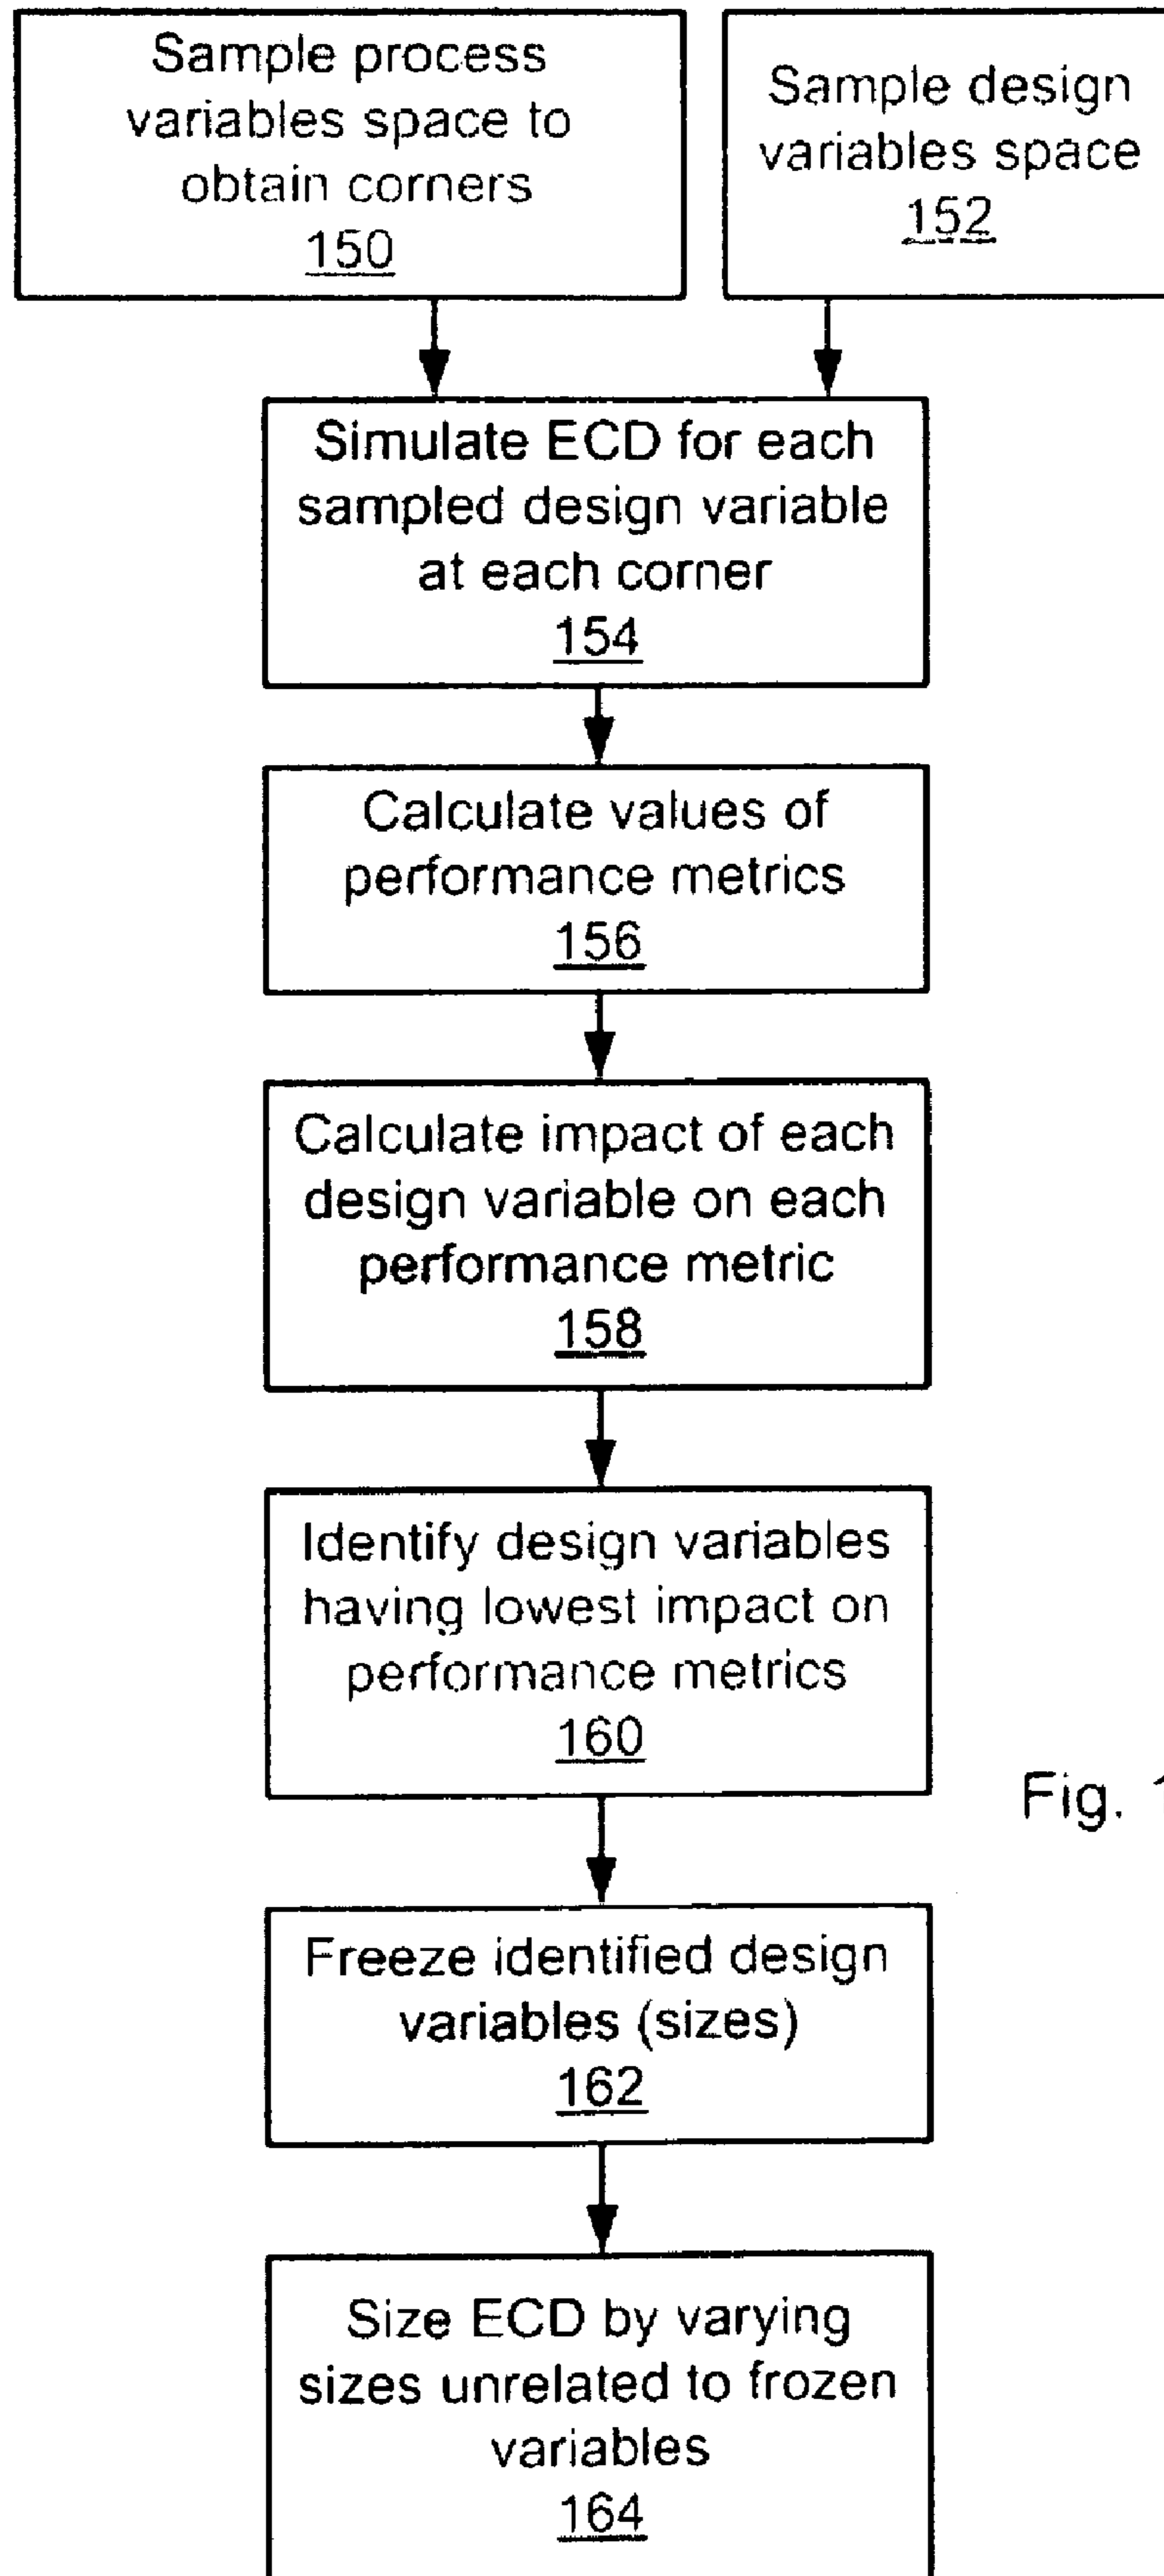 Sample process
variables space to
obtain corners
150
Sample design
variables space
152
Simulate ECD for each
sampled design variable
at each corner
154
Calculate values of
performance metrics
156
Calculate impact of each
design variable on each
performance metric
158
Identify design variables
having lowest impact on
performance metrics
160
Fig.
Freeze identified design
variables (sizes)
162
Size ECD by varying
sizes unrelated to frozen
variables
164